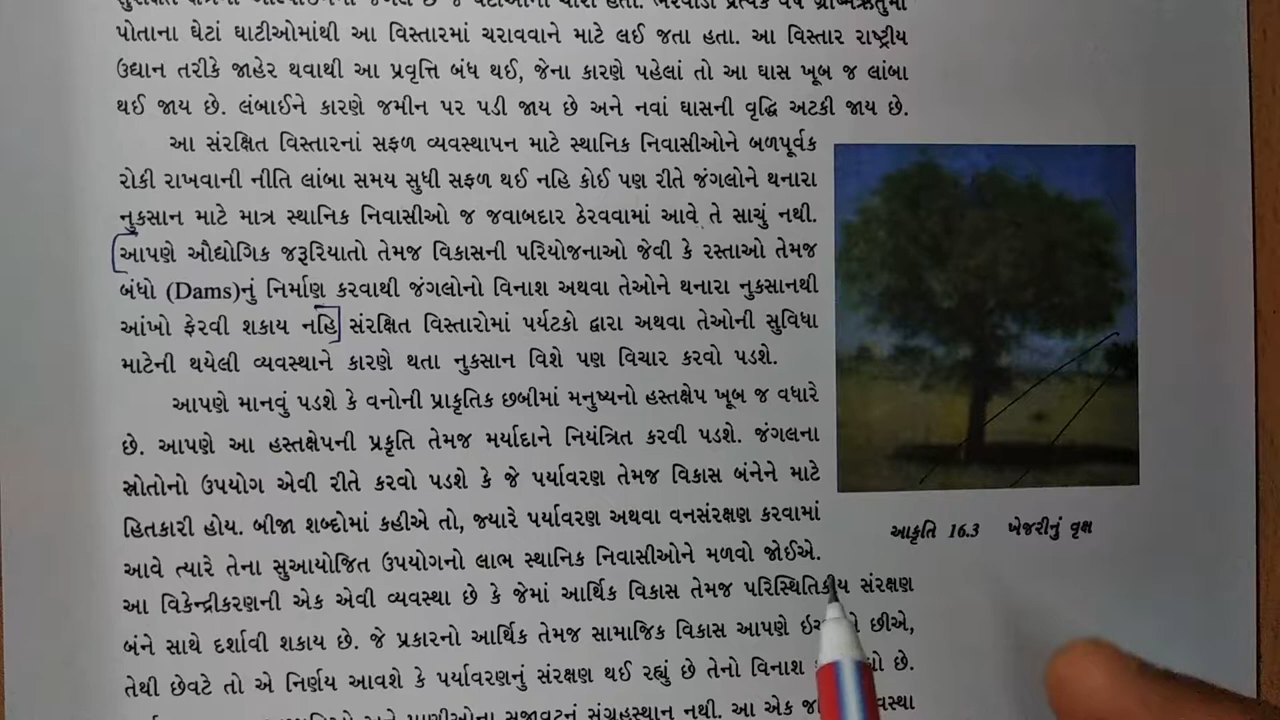 પોતાના ઘેટાં ઘાટીઓમાંથી આ વિસ્તારમાં ચરાવવાને માટે લઈ જતા હતા. આ વિસ્તાર રાષ્ટ્રીય
ઉદ્યાન તરીકે જાહેર થવાથી આ પ્રવૃત્તિ બંધ થઈ, જેના કારણે પહેલાં તો આ ઘાસ ખૂબ જ લાંબા
થઈ જાય છે. લંબાઈને કારણે જમીન પર પડી જાય છે અને નવાં ઘાસની વૃદ્ધિ અટકી જાય છે.
આ સંરક્ષિત વિસ્તારનાં સફળ વ્યવસ્થાપન માટે સ્થાનિક નિવાસીઓને બળપૂર્વક
રોકી રાખવાની નીતિ લાંબા સમય સુધી સફળ થઈ નહિ કોઈ પણ રીતે જંગલોને થનારા
નુકસાન માટે માત્ર સ્થાનિક નિવાસીઓ જ જવાબદાર ઠેરવવામાં આવે તે સાચું નથી.
આપણે ઔદ્યોગિક જરૂરિયાતો તેમજ વિકાસની પરિયોજનાઓ જેવી કે રસ્તાઓ તેમજ
બંધો (Dams)નું નિર્માણ કરવાથી જંગલોનો વિનાશ અથવા તેઓને થનારા નુકસાનથી
આંખો ફેરવી શકાય નહિ સંરક્ષિત વિસ્તારોમાં પર્યટકો દ્વારા અથવા તેઓની સુવિધા
માટેની થયેલી વ્યવસ્થાને કારણે થતા નુકસાન વિશે પણ વિચાર કરવો પડશે.
આપણે માનવું પડશે કે વનોની પ્રાકૃતિક છબીમાં મનુષ્યનો હસ્તક્ષેપ ખૂબ જ વધારે
છે. આપણે આ હસ્તક્ષેપની પ્રકૃતિ તેમજ મર્યાદાને નિયંત્રિત કરવી પડશે. જંગલના
સ્રોતોનો ઉપયોગ એવી રીતે કરવો પડશે કે જે પર્યાવરણ તેમજ વિકાસ બંનેને માટે
હિતકારી હોય. બીજા શબ્દોમાં કહીએ તો, જ્યારે પર્યાવરણ અથવા વનસંરક્ષણ કરવામાં
આવે ત્યારે તેના સુઆયોજિત ઉપયોગનો લાભ સ્થાનિક નિવાસીઓને મળવો જોઈએ.
આ વિકેન્દ્રીકરણની એક એવી વ્યવસ્થા છે કે જેમાં આર્થિક વિકાસ તેમજ પરિસ્થિતિકીય સંરક્ષણ
બંને સાથે દર્શાવી શકાય છે. જે પ્રકારનો આર્થિક તેમજ સામાજિક વિકાસ આપણે છીએ,
તેથી છેવટે તો એ નિર્ણય આવશે કે પર્યાવરણનું સંરક્ષણ થઈ રહ્યું છે તેનો વિનાશ છે.
સંગ્રહસ્થાન નથી. આ એક
આકૃતિ 16.3 ખેજરીનું વૃક્ષ